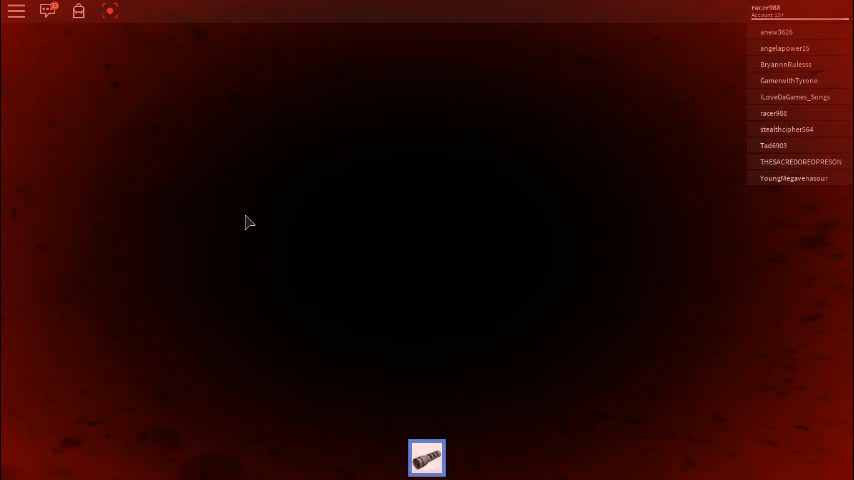 racer988
Account: 13+
anew3626
angelapower15
BryannnRulesss
GamerwithTyrone
ILoveDaGames_Songs
racer988
stealthcipher564
Tad6903
THESACREDOREOPRESON
YoungMegavenasour